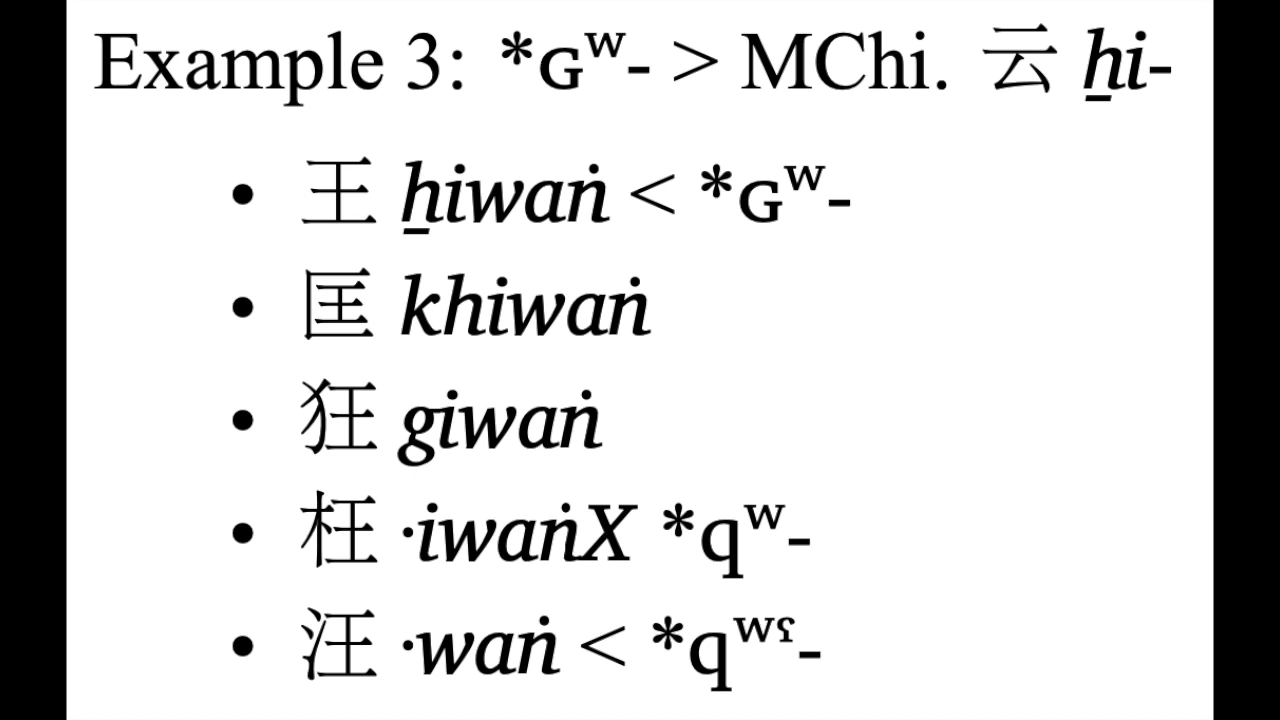 Example 3: *ɢʷ- > MChi. 云 ẖi-
• 王 ẖiwaṅ < *ɢʷ-
• 匡 khiwaṅ
• 狂 giwaṅ
• 枉 ·iwaṅX *qʷ-
• 汪 ·waṅ < *qʷˤ-